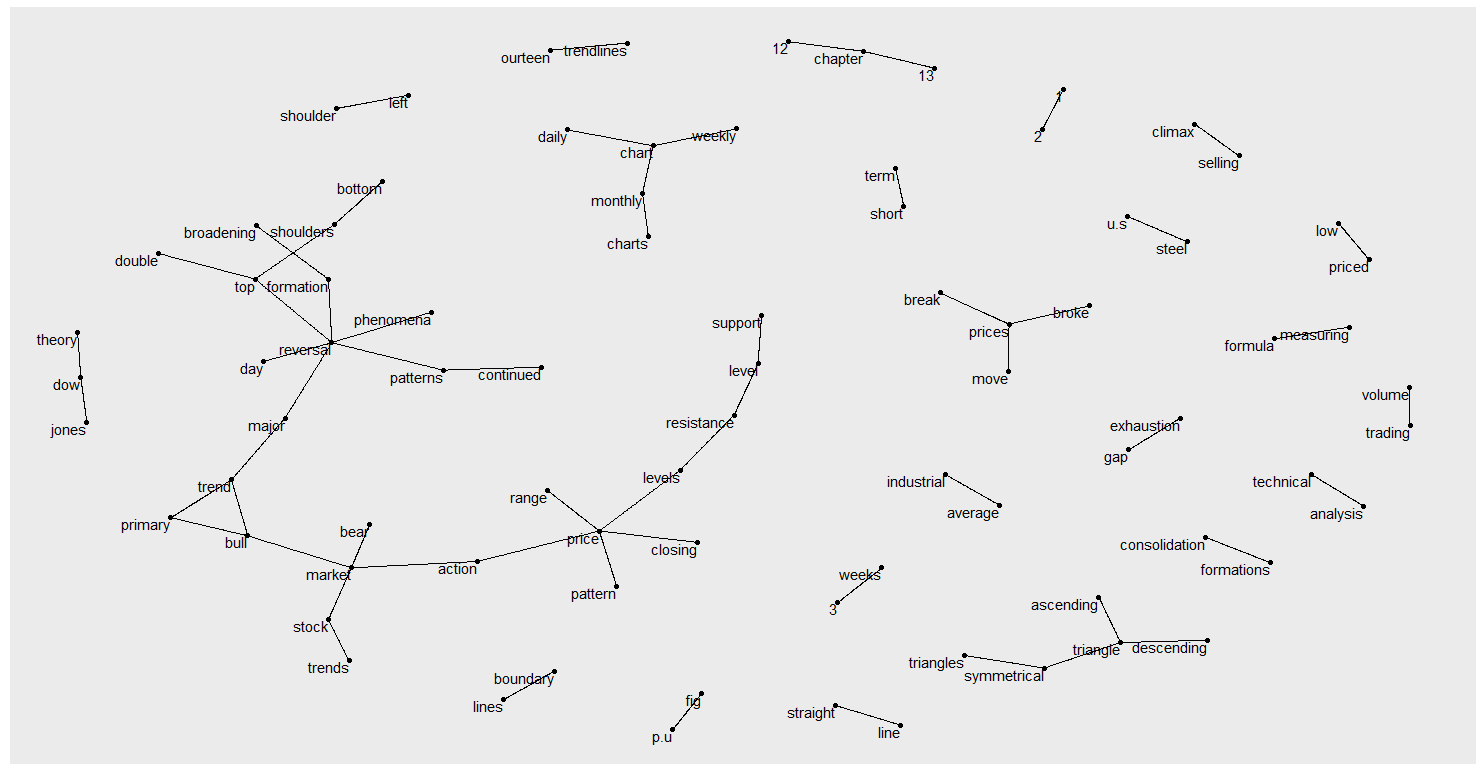 ourteen
trendlines
12
chapter
13
shoulder
left
1
2
daily
chart
weekly
climax
selling
monthly
charts
term
short
bottom
broadening
shoulders
double
top
formation
u.s
steel
low
priced
phenomena
reversal
day
patterns
continued
theory
dow
jones
support
level
resistance
levels
break
prices
broke
move
formula
measuring
volume
trading
major
trend
primary
bull
exhaustion
gap
industrial
average
technical
analysis
range
price
closing
pattern
bear
market
action
stock
trends
consolidation
formations
weeks
3
ascending
triangle
descending
triangles
symmetrical
boundary
lines
fig
p.u
straight
line